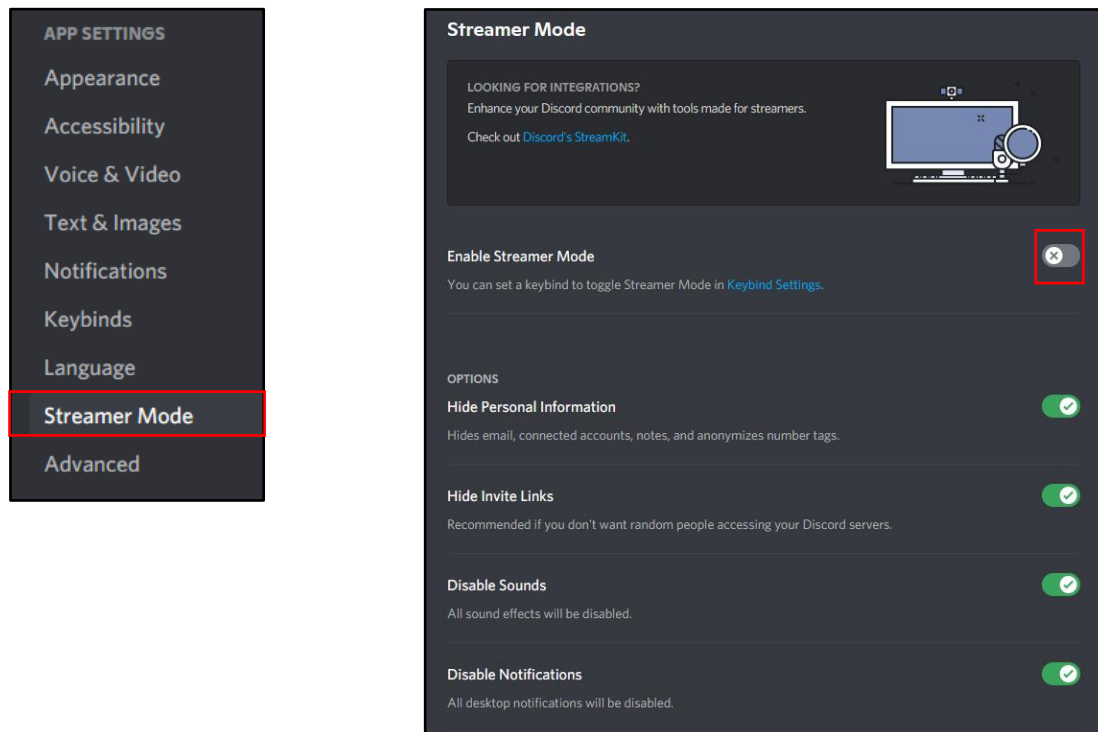 APP SETTINGS
Appearance
Accessibility
Voice & Video
Text & Images
Notifications
Keybinds
Language
Streamer Mode
Advanced
Streamer Mode
LOOKING FOR INTEGRATIONS?
Enhance your Discord community with tools made for streamers.
Check out Discord's StreamKit.
Enable Streamer Mode
You can set a keybind to toggle Streamer Mode in Keybind Settings.
OPTIONS
Hide Personal Information
Hides email, connected accounts, notes, and anonymizes number tags.
Hide Invite Links
Recommended if you don't want random people accessing your Discord servers.
Disable Sounds
All sound effects will be disabled.
Disable Notifications
All desktop notifications will be disabled.